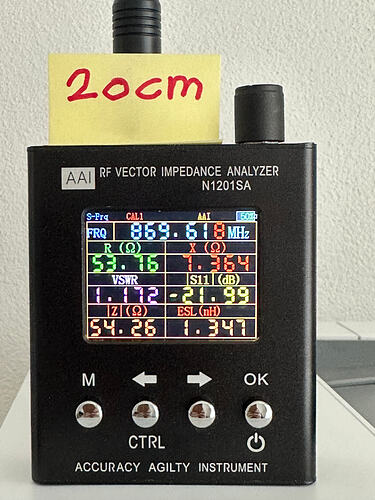 20cm
AAI RF VECTOR IMPEDANCE ANALYZER
N1201SA
S-Frq CAL1 AAI 50%
FRQ 869.618 MHz
R (Ω) X (Ω)
53.76 7.364
VSWR |S11|(dB)
1.172 -21.99
|Z|(Ω) ESL(nH)
54.26 1.347
M ← → OK
CTRL ⏻
ACCURACY AGILTY INSTRUMENT